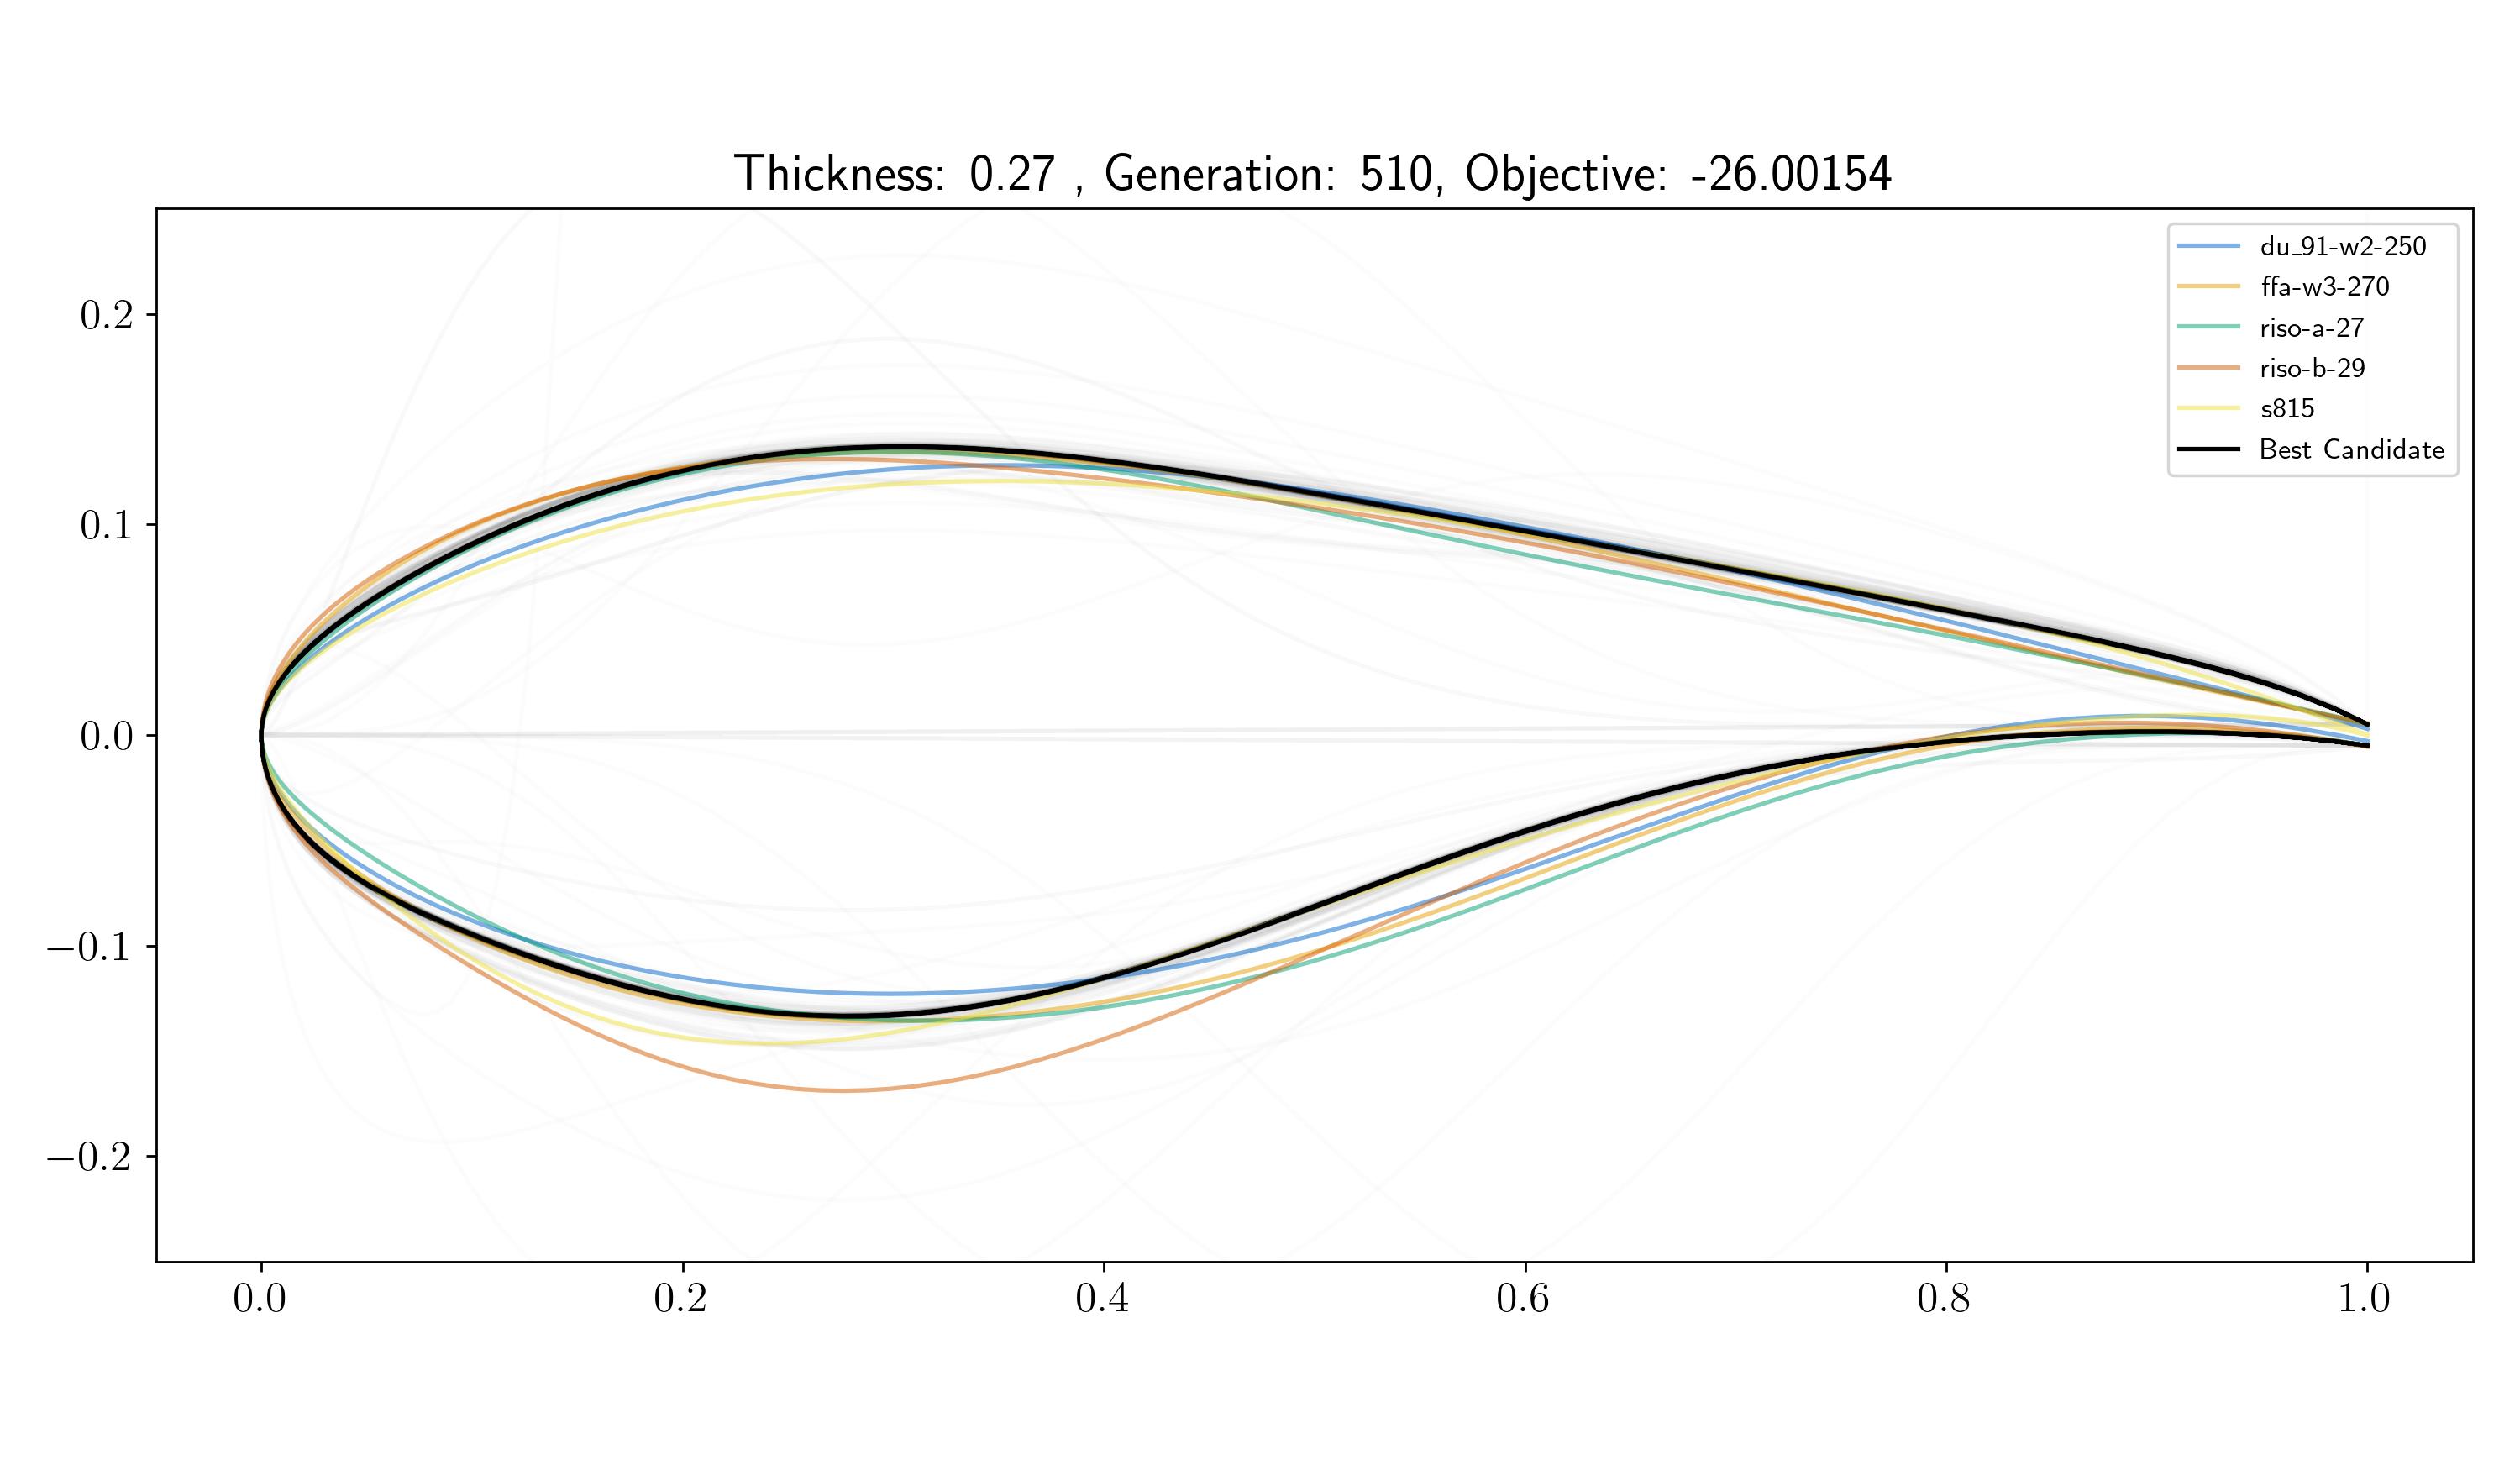 Thickness: 0.27 , Generation: 510, Objective: -26.00154
du_91-w2-250
ffa-w3-270
riso-a-27
riso-b-29
s815
Best Candidate
0.2
0.1
0.0
−0.1
−0.2
0.0 0.2 0.4 0.6 0.8 1.0